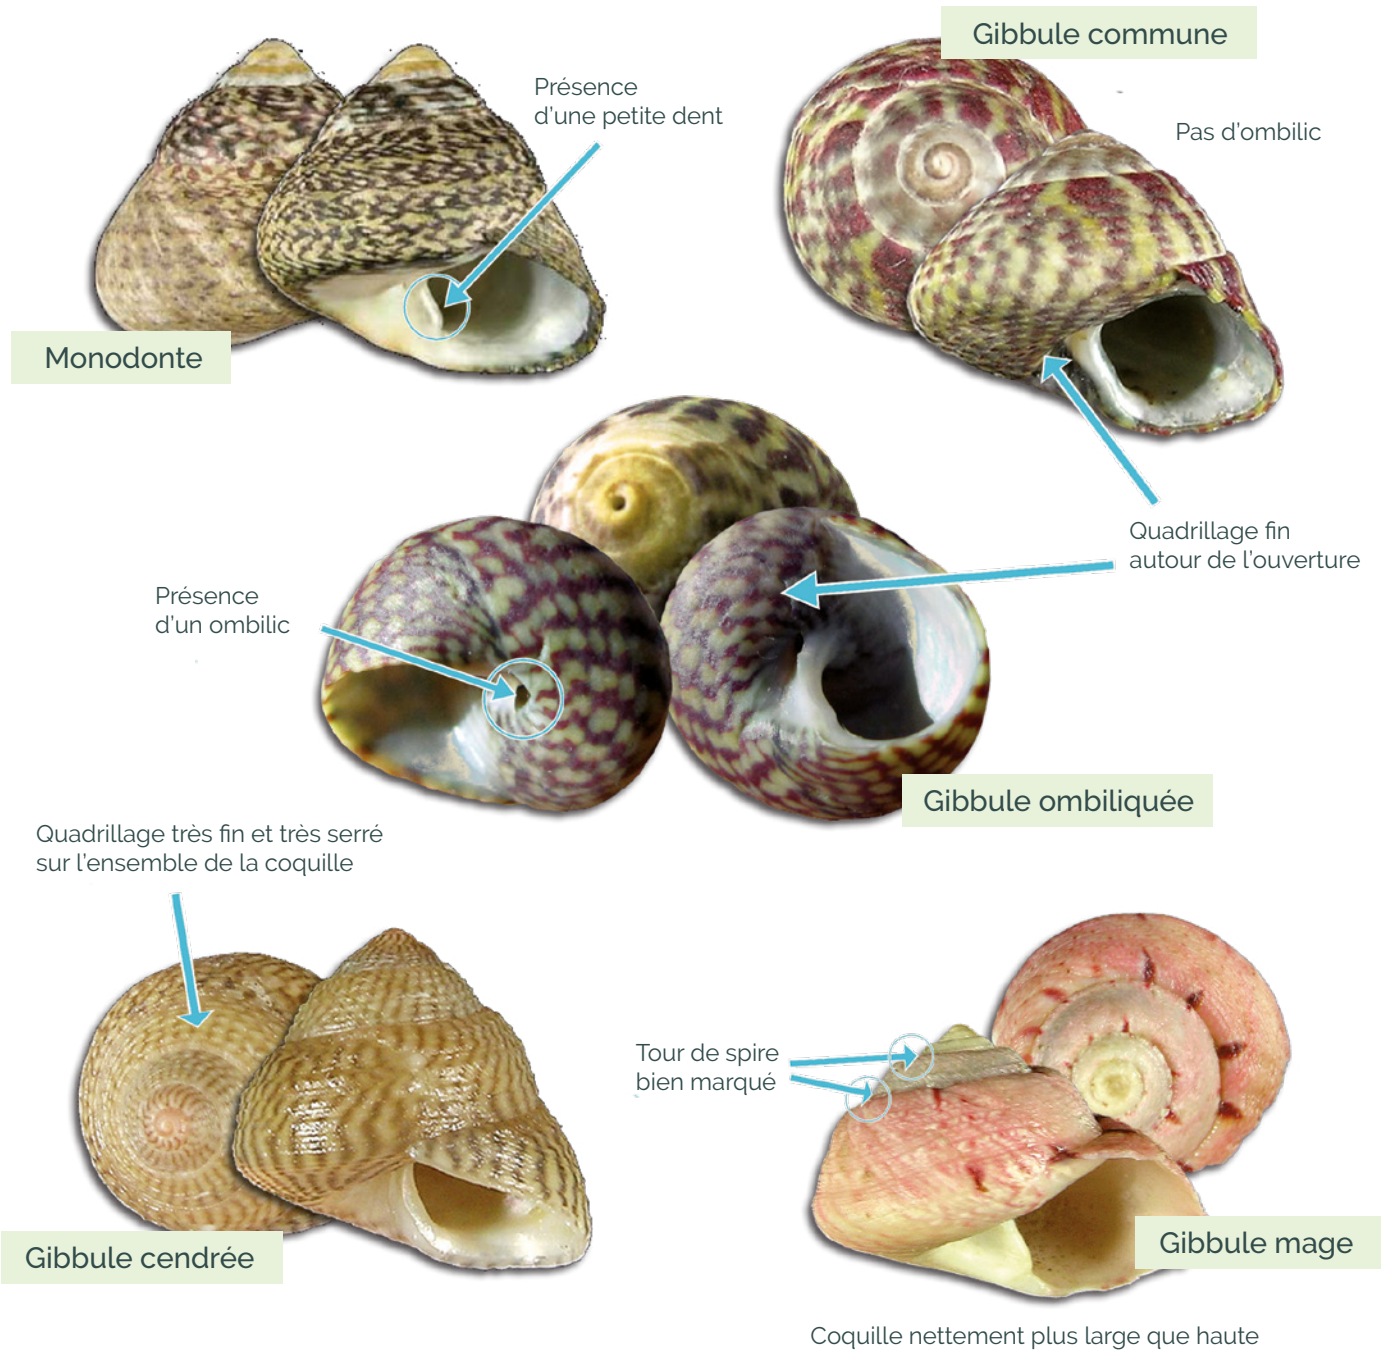 Gibbule commune
Présence
d'une petite dent
Pas d'ombilic
Monodonte
Quadrillage fin
autour de l'ouverture
Présence
d'un ombilic
Gibbule ombiliquée
Quadrillage très fin et très serré
sur l'ensemble de la coquille
Tour de spire
bien marqué
Gibbule cendrée
Gibbule mage
Coquille nettement plus large que haute